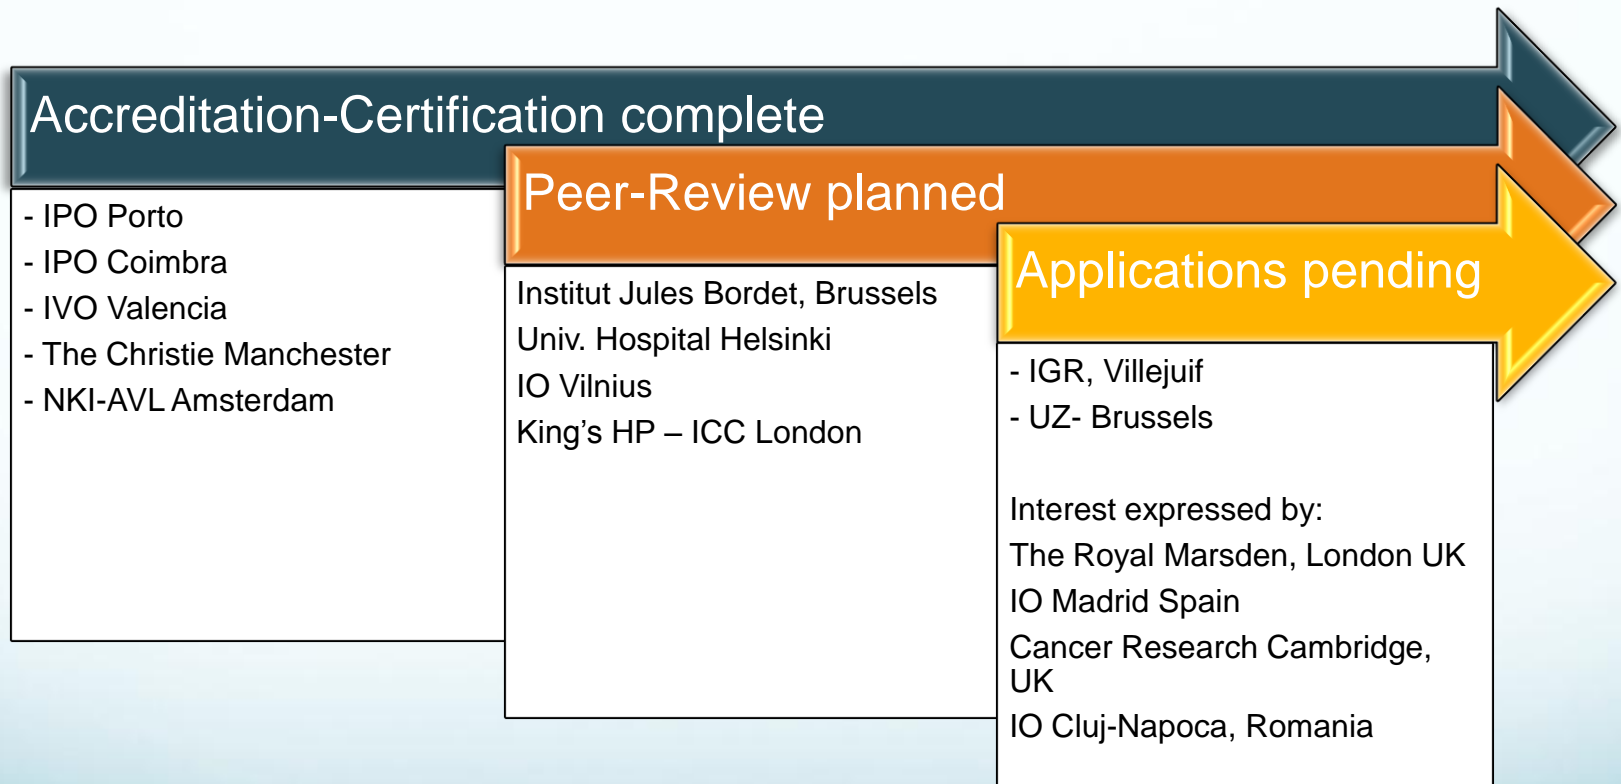 Accreditation-Certification complete
- IPO Porto
- IPO Coimbra
- IVO Valencia
- The Christie Manchester
- NKI-AVL Amsterdam
Peer-Review planned
Institut Jules Bordet, Brussels
Univ. Hospital Helsinki
IO Vilnius
King’s HP – ICC London
Applications pending
- IGR, Villejuif
- UZ- Brussels
Interest expressed by:
The Royal Marsden, London UK
IO Madrid Spain
Cancer Research Cambridge,
UK
IO Cluj-Napoca, Romania